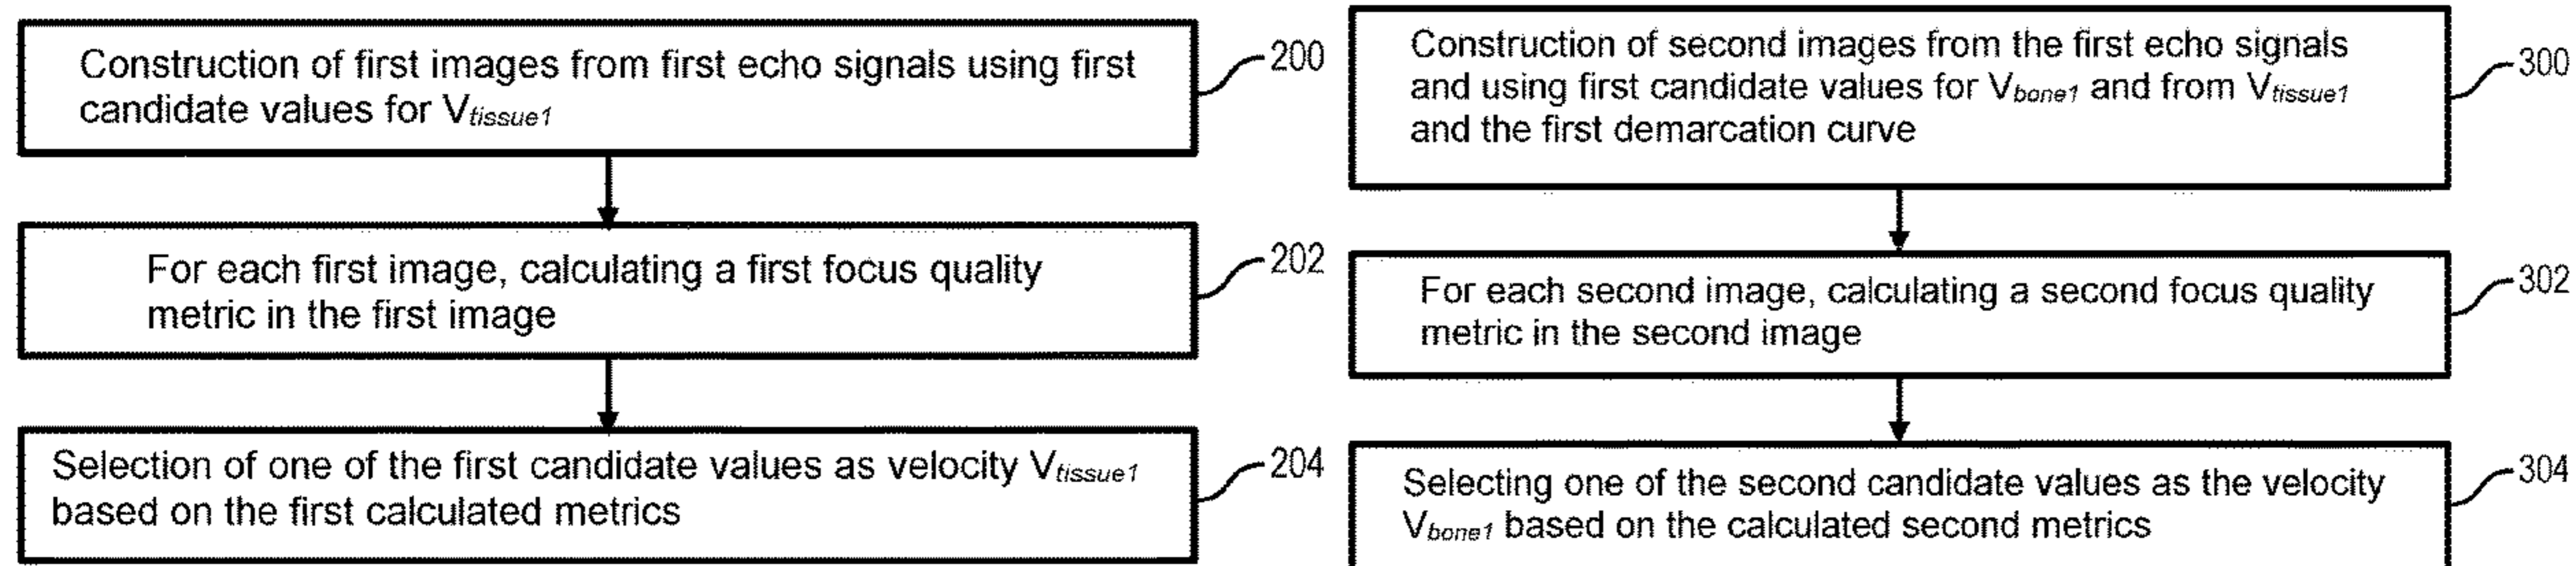 Construction of first images from first echo signals using first
candidate values for Vtissue1
200
For each first image, calculating a first focus quality
metric in the first image
202
Selection of one of the first candidate values as velocity Vtissue1
based on the first calculated metrics
204
Construction of second images from the first echo signals
and using first candidate values for Vbone1 and from Vtissue1
and the first demarcation curve
300
For each second image, calculating a second focus quality
metric in the second image
302
Selecting one of the second candidate values as the velocity
Vbone1 based on the calculated second metrics
304